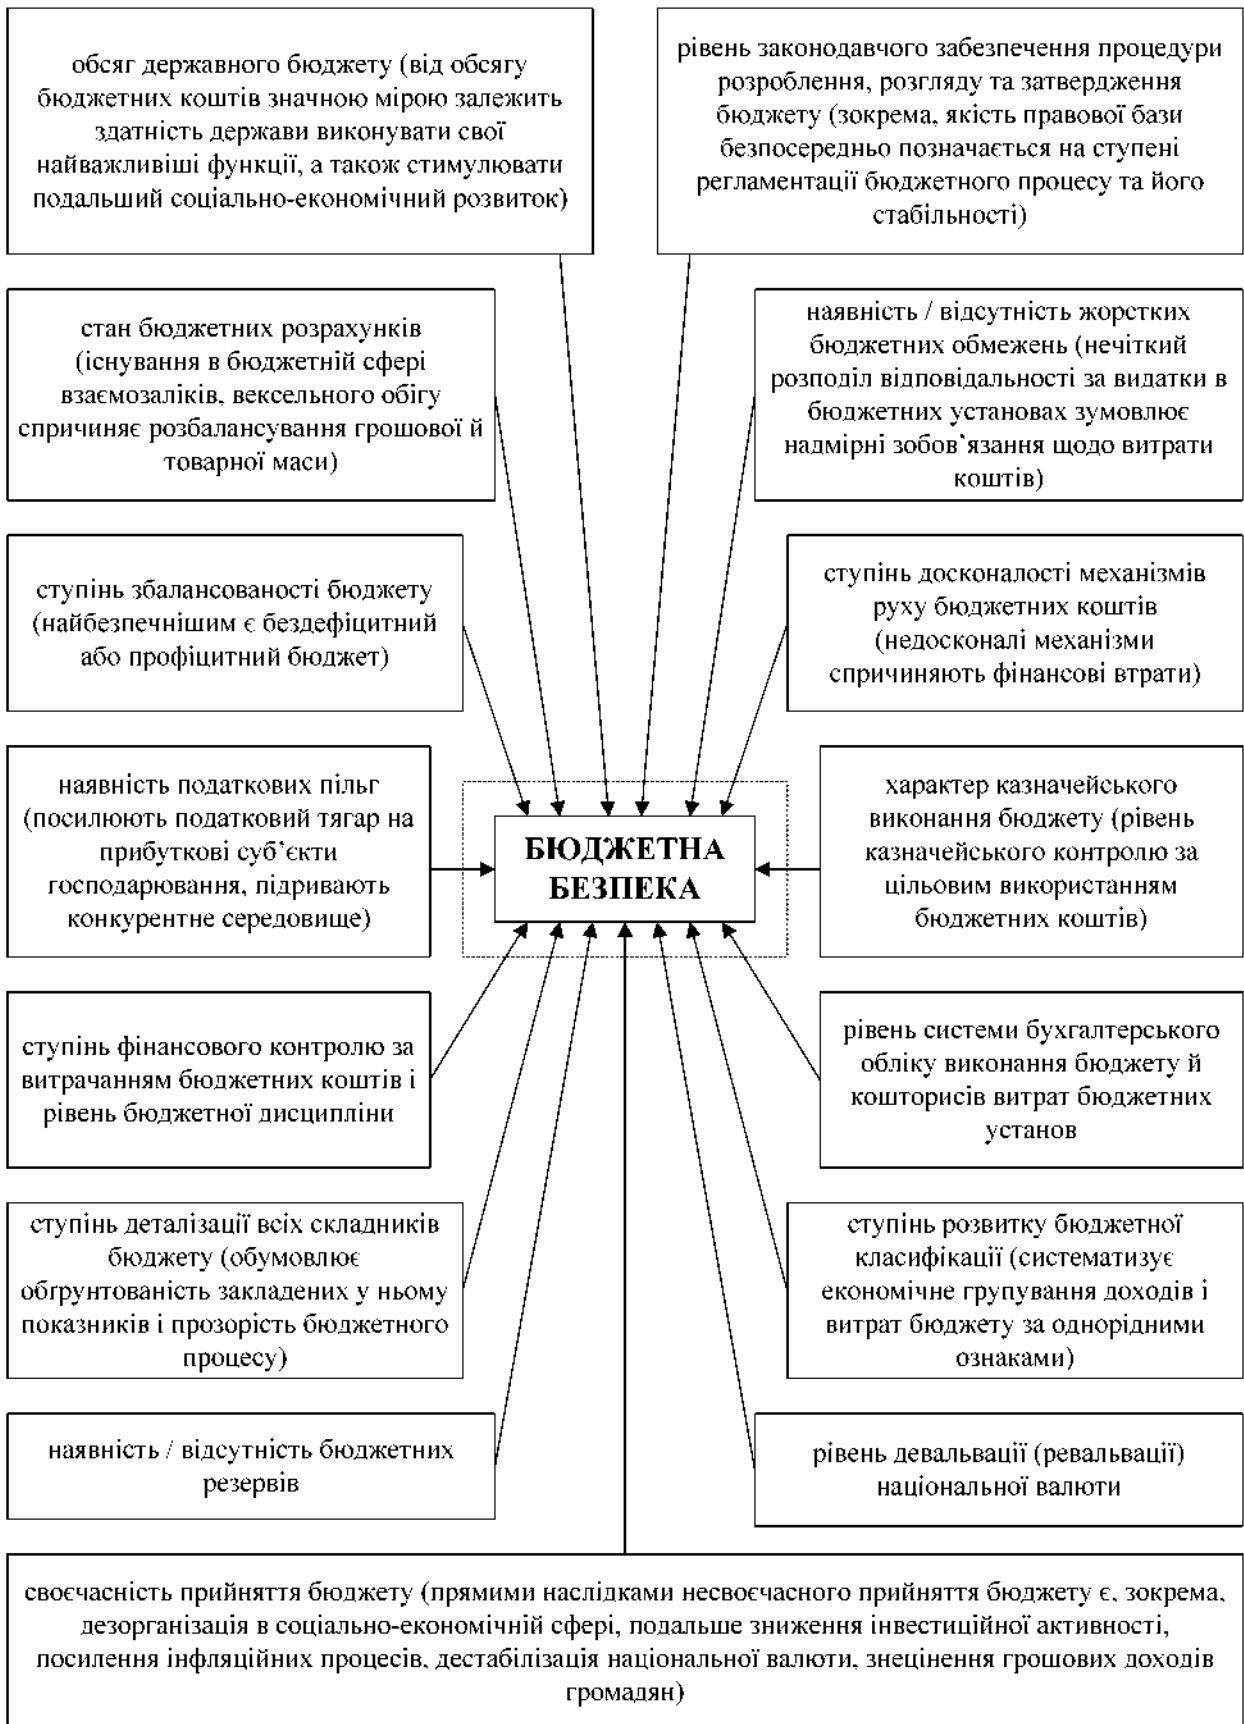 обсяг державного бюджету (від обсягу
бюджетних коштів значною мірою залежить
здатність держави виконувати свої
найважливіші функції, а також стимулювати
подальший соціально-економічний розвиток)
рівень законодавчого забезпечення процедури
розроблення, розгляду та затвердження
бюджету (зокрема, якість правової бази
безпосередньо позначається на ступені
регламентації бюджетного процесу та його
стабільності)
стан бюджетних розрахунків
(існування в бюджетній сфері
взаємозаліків, вексельного обігу
спричиняє розбалансування грошової й
товарної маси)
наявність / відсутність жорстких
бюджетних обмежень (нечіткий
розподіл відповідальності за видатки в
бюджетних установах зумовлює
надмірні зобов`язання щодо витрати
коштів)
ступінь збалансованості бюджету
(найбезпечнішим є бездефіцитний
або профіцитний бюджет)
ступінь досконалості механізмів
руху бюджетних коштів
(недосконалі механізми
спричиняють фінансові втрати)
наявність податкових пільг
(посилюють податковий тягар на
прибуткові суб`єкти
господарювання, підривають
конкурентне середовище)
БЮДЖЕТНА
БЕЗПЕКА
характер казначейського
виконання бюджету (рівень
казначейського контролю за
цільовим використанням
бюджетних коштів)
ступінь фінансового контролю за
витрачанням бюджетних коштів і
рівень бюджетної дисципліни
рівень системи бухгалтерського
обліку виконання бюджету й
кошторисів витрат бюджетних
установ
ступінь деталізації всіх складників
бюджету (обумовлює
обґрунтованість закладених у ньому
показників і прозорість бюджетного
процесу)
ступінь розвитку бюджетної
класифікації (систематизує
економічне групування доходів і
витрат бюджету за однорідними
ознаками)
наявність / відсутність бюджетних
резервів
рівень девальвації (ревальвації)
національної валюти
своєчасність прийняття бюджету (прямими наслідками несвоєчасного прийняття бюджету є, зокрема,
дезорганізація в соціально-економічній сфері, подальше зниження інвестиційної активності,
посилення інфляційних процесів, дестабілізація національної валюти, знецінення грошових доходів
громадян)